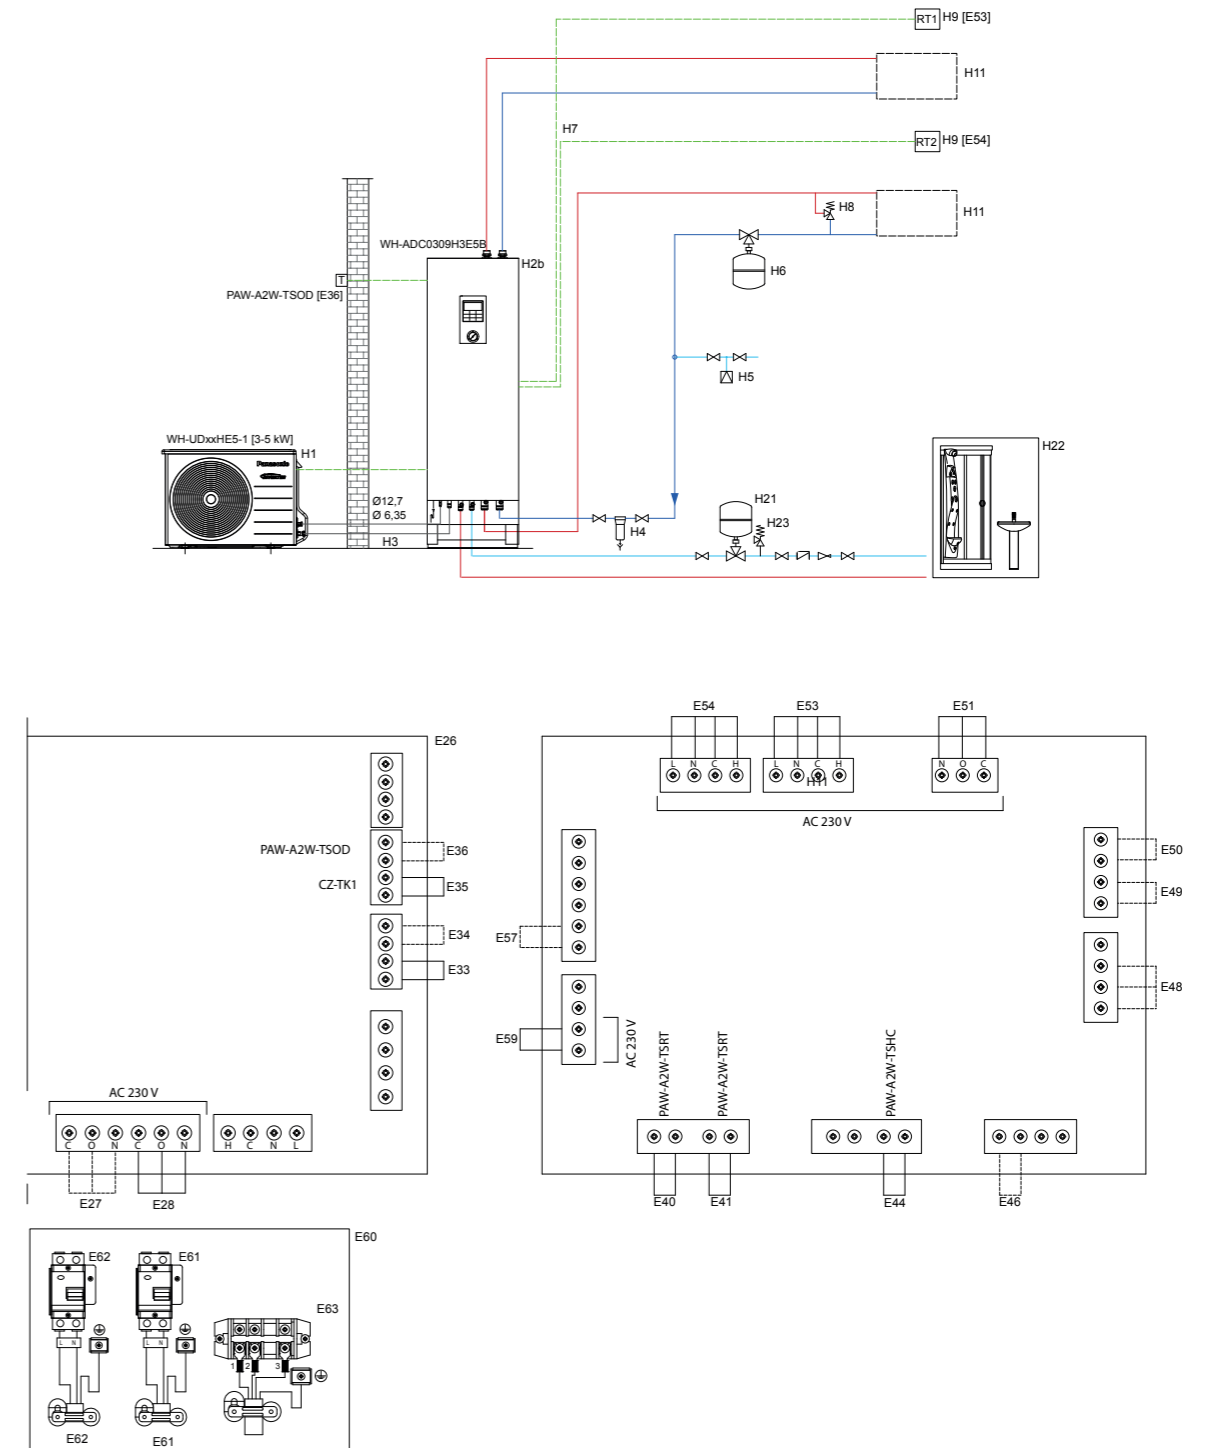 RT1 H9 [E53]
H11
H7
RT2 H9 [E54]
H11
H8
WH-ADC0309H3E5B
H2b
H6
T
PAW-A2W-TSOD [E36]
H5
WH-UDxxHE5-1 [3-5 kW]
H1
Panasonic
H22
Ø12,7
Ø 6,35
H3
H21
H23
H4
E54 E53 E51
L N C H L N C H N O C
H11
AC 230 V
E26
PAW-A2W-TSOD
E36
CZ-TK1
E35
E34
E33
E50
E49
E48
E57
E59
AC 230 V
PAW-A2W-TSRT
PAW-A2W-TSRT
PAW-A2W-TSHC
E40 E41 E44 E46
AC 230 V
C O N C O N H C N L
E27 E28
E60
E62 E61
E63
L N L N
1 2 3
E62 E61